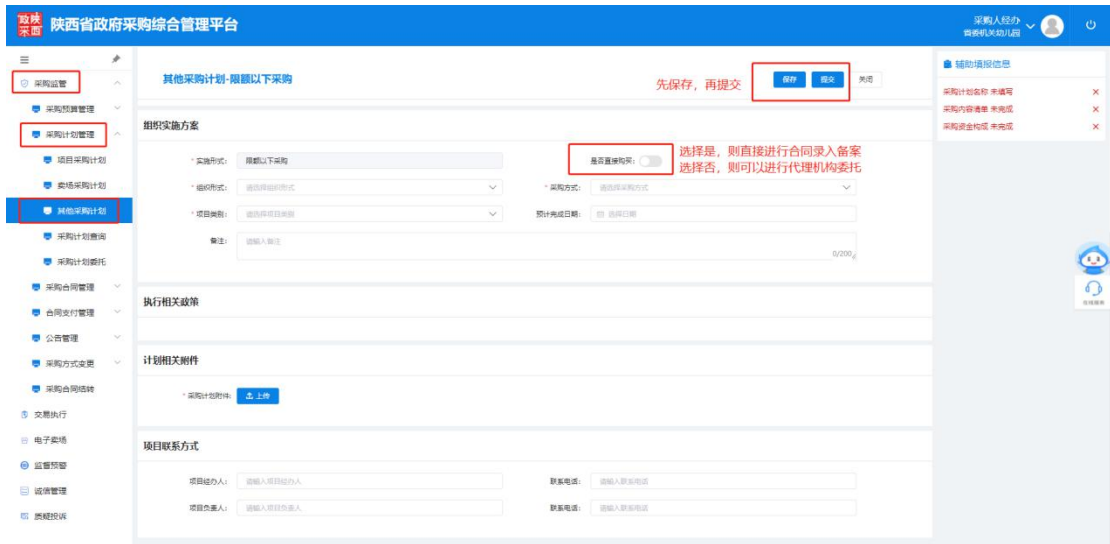 政陕
采西
陕西省政府采购综合管理平台
采购人经办
省委机关幼儿园
采购监管
采购预算管理
采购计划管理
项目采购计划
卖场采购计划
其他采购计划
采购计划查询
采购计划委托
采购合同管理
合同支付管理
公告管理
采购方式变更
采购合同结转
交易执行
电子卖场
监督预警
诚信管理
质疑投诉
其他采购计划-限额以下采购
先保存，再提交
保存
提交
关闭
组织实施方案
* 实施形式： 限额以下采购
是否直接购买：
选择是，则直接进行合同录入备案
选择否，则可以进行代理机构委托
* 组织形式： 请选择组织形式
* 采购方式： 请选择采购方式
* 项目类别： 请选择项目类别
预计完成日期： 选择日期
备注： 请输入备注
0/200
执行相关政策
计划相关附件
* 采购计划附件： 上传
项目联系方式
项目经办人： 请输入项目经办人
联系电话： 请输入联系电话
项目负责人： 请输入项目负责人
联系电话： 请输入联系电话
辅助填报信息
采购计划名称 未填写
采购内容清单 未完成
采购资金构成 未完成